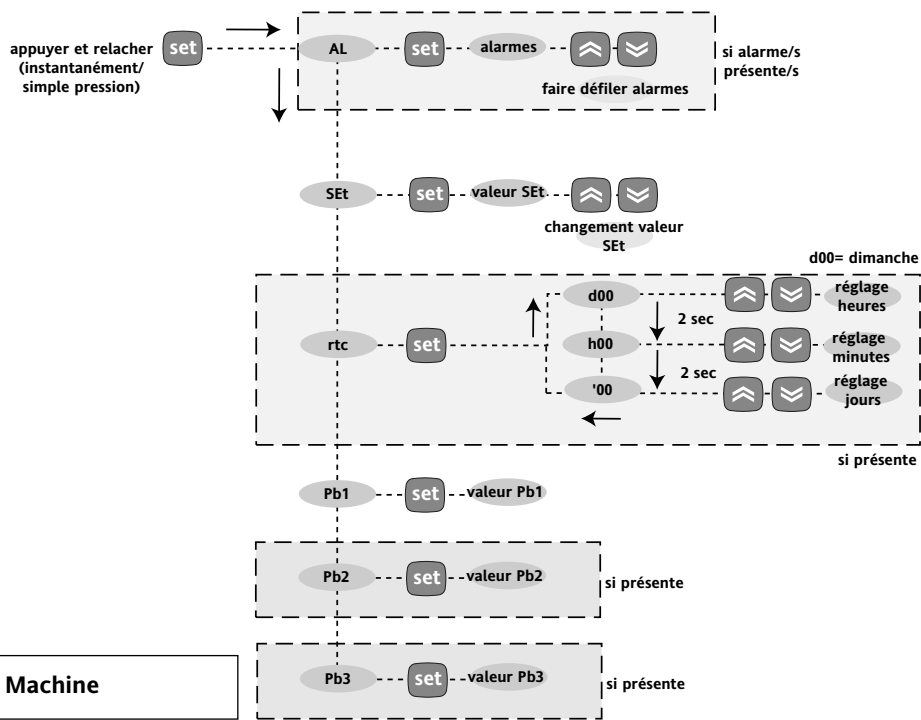 appuyer et relacher
(instantanément/
simple pression)
set
AL
set
alarmes
faire défiler alarmes
si alarme/s
présente/s
SEt
set
valeur SEt
changement valeur
SEt
d00= dimanche
rtc
set
d00
réglage
heures
2 sec
h00
réglage
minutes
2 sec
'00
réglage
jours
si présente
Pb1
set
valeur Pb1
Pb2
set
valeur Pb2
si présente
Pb3
set
valeur Pb3
si présente
Machine